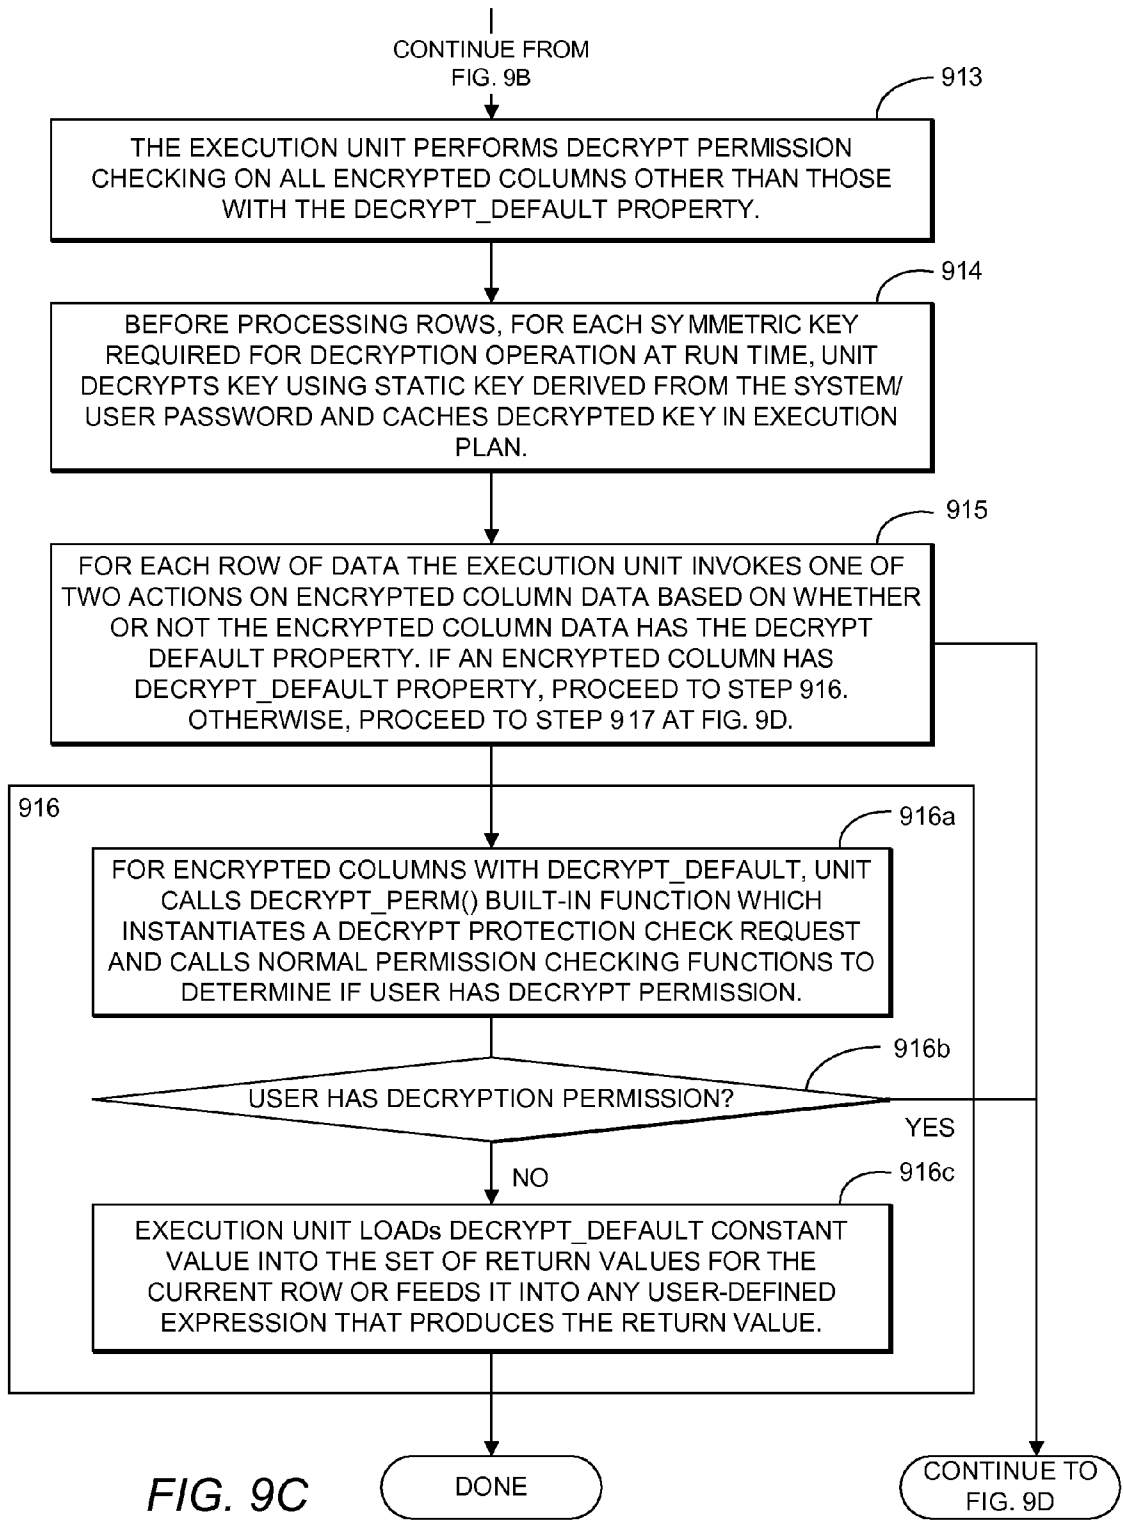 CONTINUE FROM
FIG. 9B
913
THE EXECUTION UNIT PERFORMS DECRYPT PERMISSION
CHECKING ON ALL ENCRYPTED COLUMNS OTHER THAN THOSE
WITH THE DECRYPT_DEFAULT PROPERTY.
914
BEFORE PROCESSING ROWS, FOR EACH SYMMETRIC KEY
REQUIRED FOR DECRYPTION OPERATION AT RUN TIME, UNIT
DECRYPTS KEY USING STATIC KEY DERIVED FROM THE SYSTEM/
USER PASSWORD AND CACHES DECRYPTED KEY IN EXECUTION
PLAN.
915
FOR EACH ROW OF DATA THE EXECUTION UNIT INVOKES ONE OF
TWO ACTIONS ON ENCRYPTED COLUMN DATA BASED ON WHETHER
OR NOT THE ENCRYPTED COLUMN DATA HAS THE DECRYPT
DEFAULT PROPERTY. IF AN ENCRYPTED COLUMN HAS
DECRYPT_DEFAULT PROPERTY, PROCEED TO STEP 916.
OTHERWISE, PROCEED TO STEP 917 AT FIG. 9D.
916
916a
FOR ENCRYPTED COLUMNS WITH DECRYPT_DEFAULT, UNIT
CALLS DECRYPT_PERM() BUILT-IN FUNCTION WHICH
INSTANTIATES A DECRYPT PROTECTION CHECK REQUEST
AND CALLS NORMAL PERMISSION CHECKING FUNCTIONS TO
DETERMINE IF USER HAS DECRYPT PERMISSION.
916b
USER HAS DECRYPTION PERMISSION?
YES
NO
916c
EXECUTION UNIT LOADs DECRYPT_DEFAULT CONSTANT
VALUE INTO THE SET OF RETURN VALUES FOR THE
CURRENT ROW OR FEEDS IT INTO ANY USER-DEFINED
EXPRESSION THAT PRODUCES THE RETURN VALUE.
DONE
CONTINUE TO
FIG. 9D
FIG. 9C